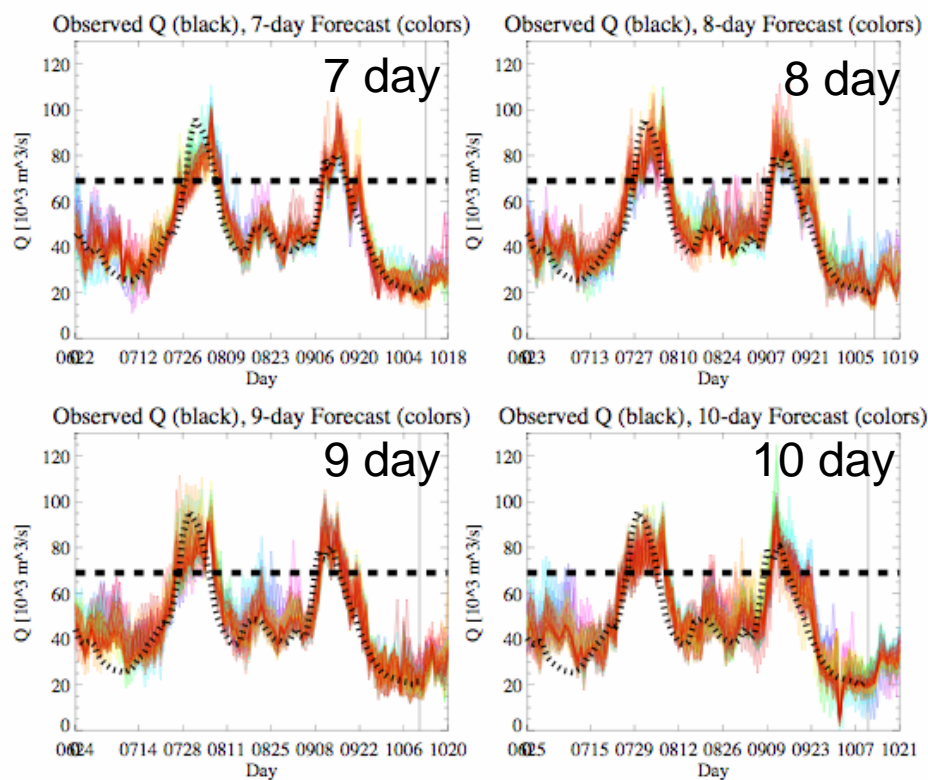 Observed Q (black), 7-day Forecast (colors)
7 day
Q [10^3 m^3/s]
120
100
80
60
40
20
0
0622 0712 0726 0809 0823 0906 0920 1004 1018
Day
Observed Q (black), 8-day Forecast (colors)
8 day
Q [10^3 m^3/s]
120
100
80
60
40
20
0
0623 0713 0727 0810 0824 0907 0921 1005 1019
Day
Observed Q (black), 9-day Forecast (colors)
9 day
Q [10^3 m^3/s]
120
100
80
60
40
20
0
0624 0714 0728 0811 0825 0908 0922 1006 1020
Day
Observed Q (black), 10-day Forecast (colors)
10 day
Q [10^3 m^3/s]
120
100
80
60
40
20
0
0625 0715 0729 0812 0826 0909 0923 1007 1021
Day